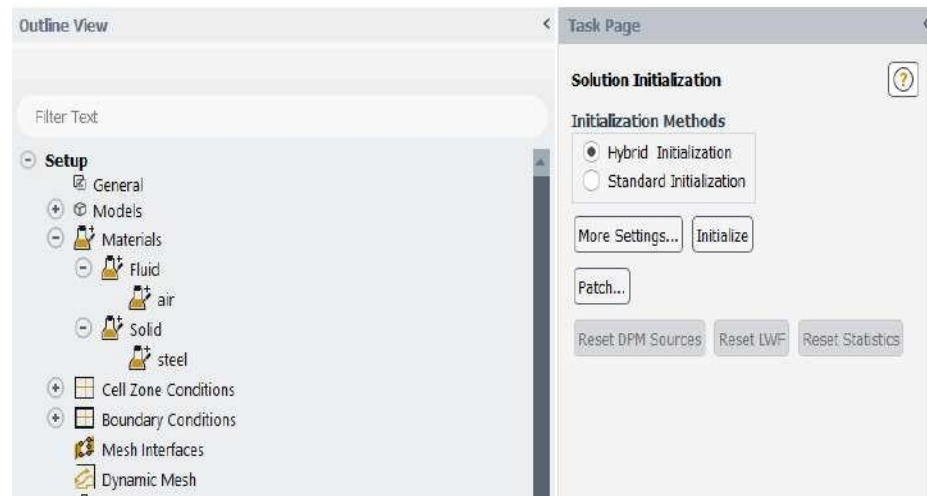 Outline View
Filter Text
Setup
General
Models
Materials
Fluid
air
Solid
steel
Cell Zone Conditions
Boundary Conditions
Mesh Interfaces
Dynamic Mesh
Task Page
Solution Initialization
Initialization Methods
Hybrid Initialization
Standard Initialization
More Settings... Initialize
Patch...
Reset DPM Sources Reset LWF Reset Statistics